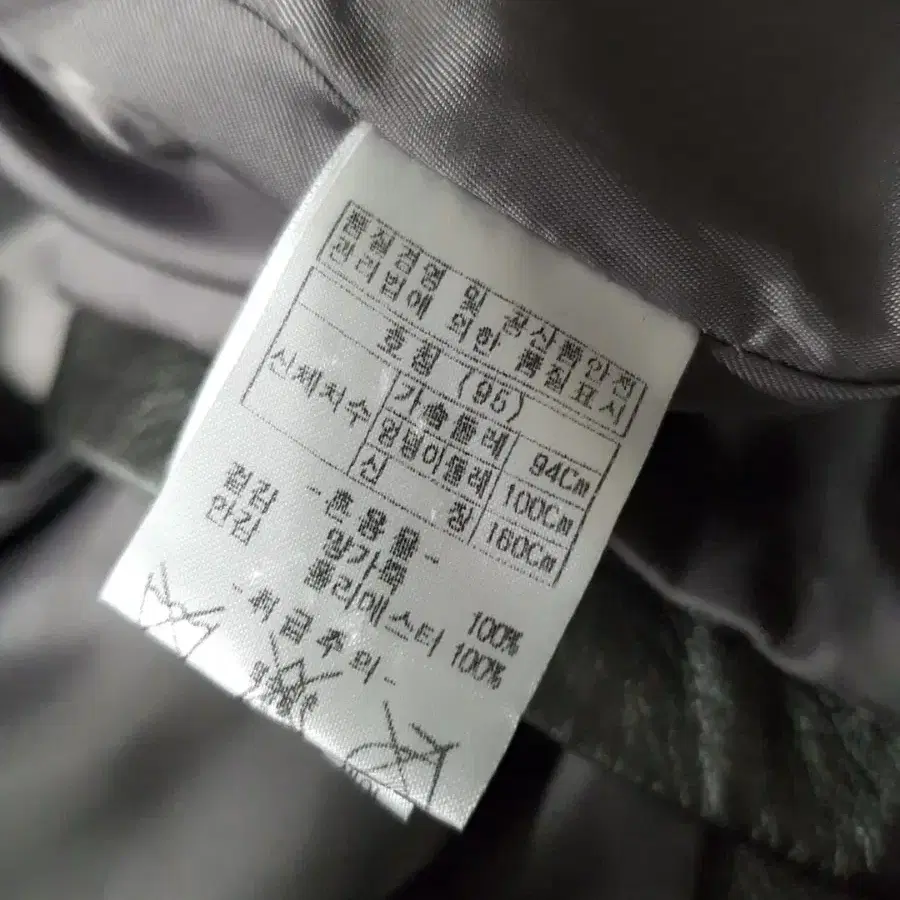 품질경영 및 공산품안전
관리법에 의한 품질표시
호칭 (95)
신체치수 가슴둘레 94Cm
엉덩이둘레 100Cm
신 장 160Cm
-혼용률-
겉감 양가죽 100%
안감 폴리에스터 100%
-취급주의-